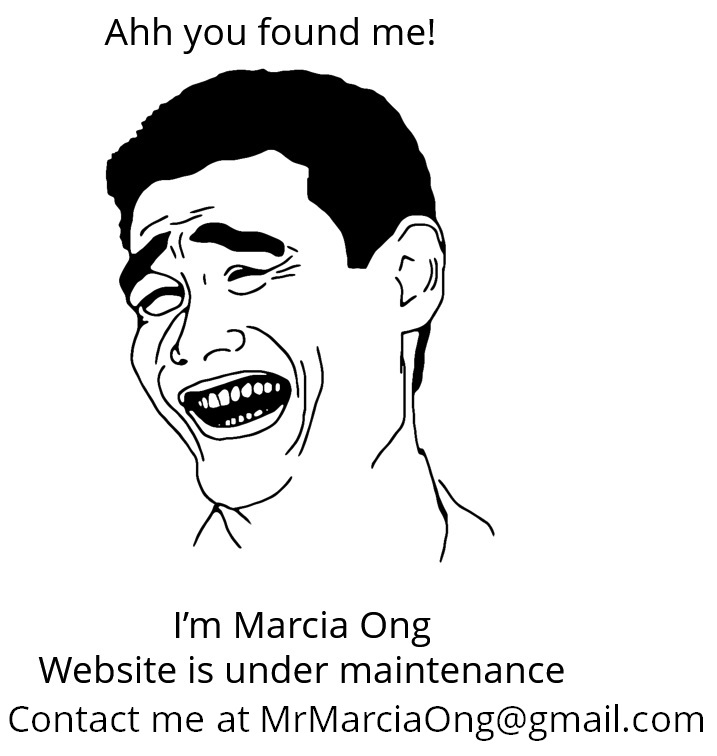 Ahh you found me!
I’m Marcia Ong
Website is under maintenance
Contact me at MrMarciaOng@gmail.com